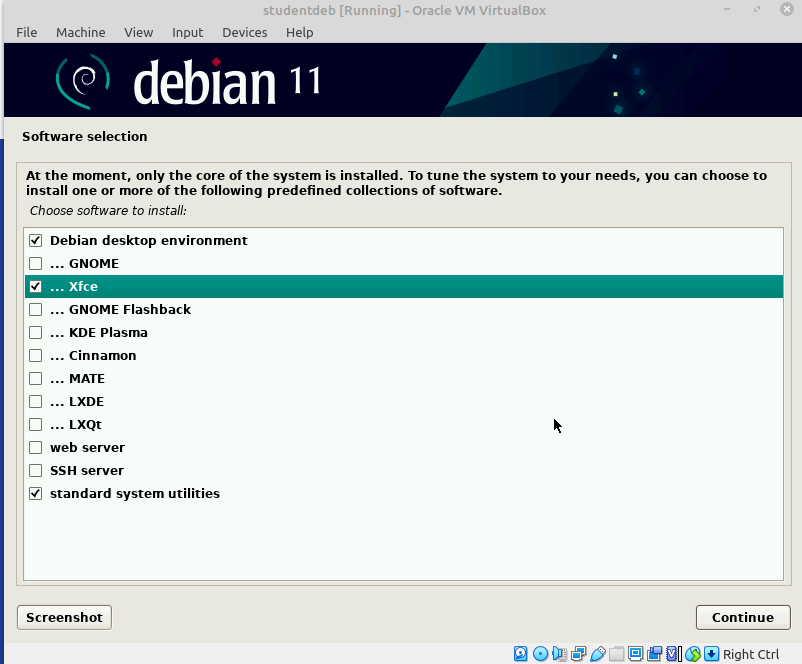 studentdeb [Running] - Oracle VM VirtualBox
File Machine View Input Devices Help
debian 11
Software selection
At the moment, only the core of the system is installed. To tune the system to your needs, you can choose to
install one or more of the following predefined collections of software.
Choose software to install:
Debian desktop environment
... GNOME
... Xfce
... GNOME Flashback
... KDE Plasma
... Cinnamon
... MATE
... LXDE
... LXQt
web server
SSH server
standard system utilities
Screenshot Continue
Right Ctrl